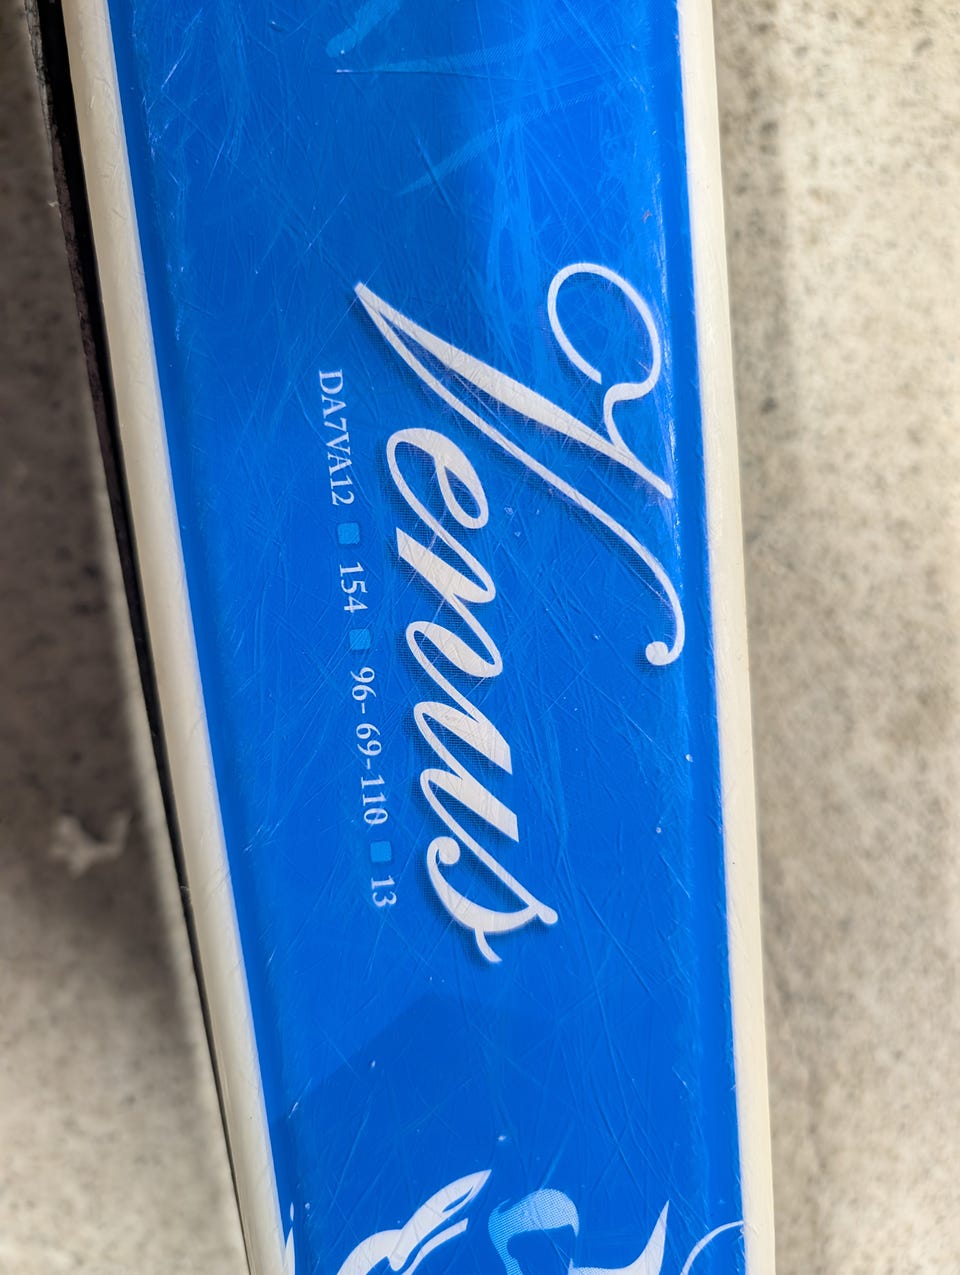 Venus
DA7VA12 ■ 154 ■ 96-69-110 ■ 13